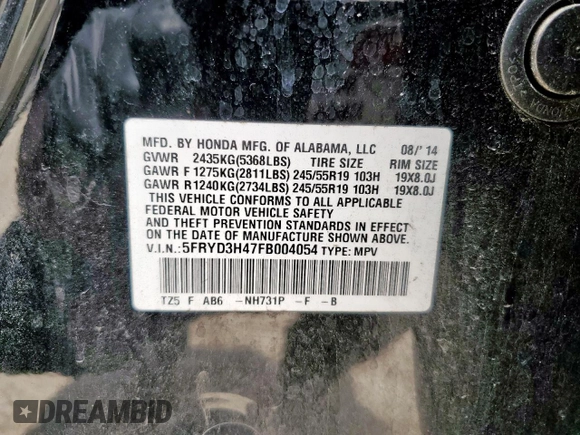 MFD. BY HONDA MFG. OF ALABAMA, LLC 08/'14
GVWR 2435KG(5368LBS) TIRE SIZE RIM SIZE
GAWR F 1275KG(2811LBS) 245/55R19 103H 19X8.0J
GAWR R1240KG(2734LBS) 245/55R19 103H 19X8.0J
THIS VEHICLE CONFORMS TO ALL APPLICABLE
FEDERAL MOTOR VEHICLE SAFETY
AND THEFT PREVENTION STANDARDS IN EFFECT
ON THE DATE OF MANUFACTURE SHOWN ABOVE.
V.I.N.: 5FRYD3H47FB004054 TYPE: MPV
TZ5 F AB6 -NH731P -F -B
DREAMBID